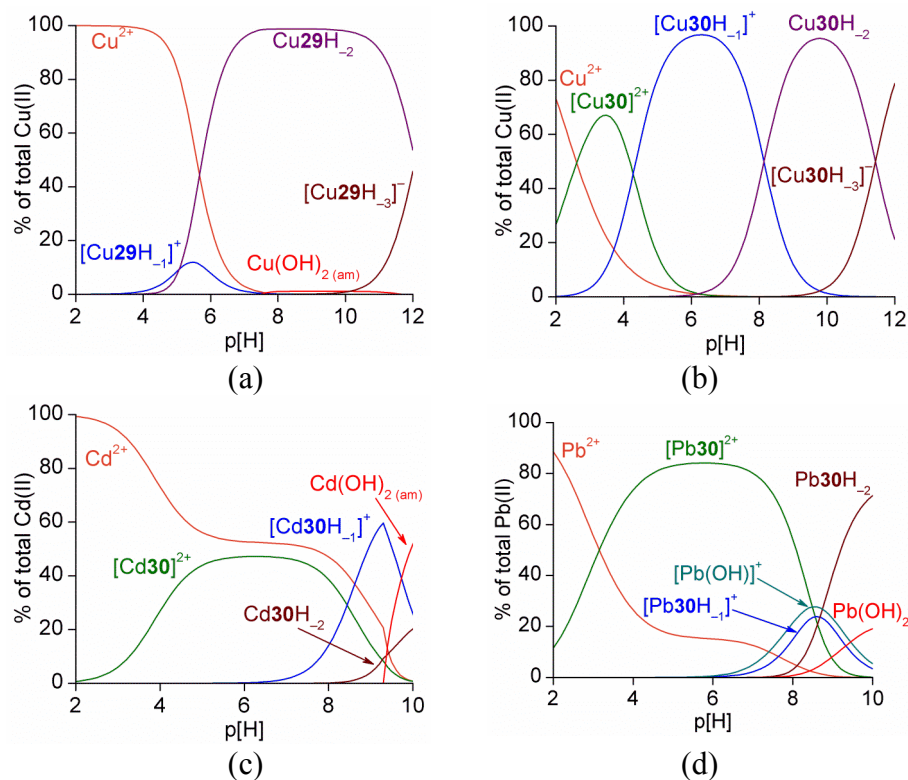 % of total Cu(II)
100
80
60
40
20
0
2 4 6 8 10 12
p[H]
Cu²⁺
Cu29H₋₂
[Cu29H₋₃]⁻
[Cu29H₋₁]⁺
Cu(OH)₂ (am)
(a)
% of total Cu(II)
100
80
60
40
20
0
2 4 6 8 10 12
p[H]
[Cu30H₋₁]⁺
Cu30H₋₂
Cu²⁺
[Cu30]²⁺
[Cu30H₋₃]⁻
(b)
% of total Cd(II)
100
80
60
40
20
0
2 4 6 8 10
p[H]
Cd²⁺
Cd(OH)₂ (am)
[Cd30H₋₁]⁺
[Cd30]²⁺
Cd30H₋₂
(c)
% of total Pb(II)
100
80
60
40
20
0
2 4 6 8 10
p[H]
[Pb30]²⁺
Pb²⁺
Pb30H₋₂
[Pb(OH)]⁺
[Pb30H₋₁]⁺
Pb(OH)₂
(d)